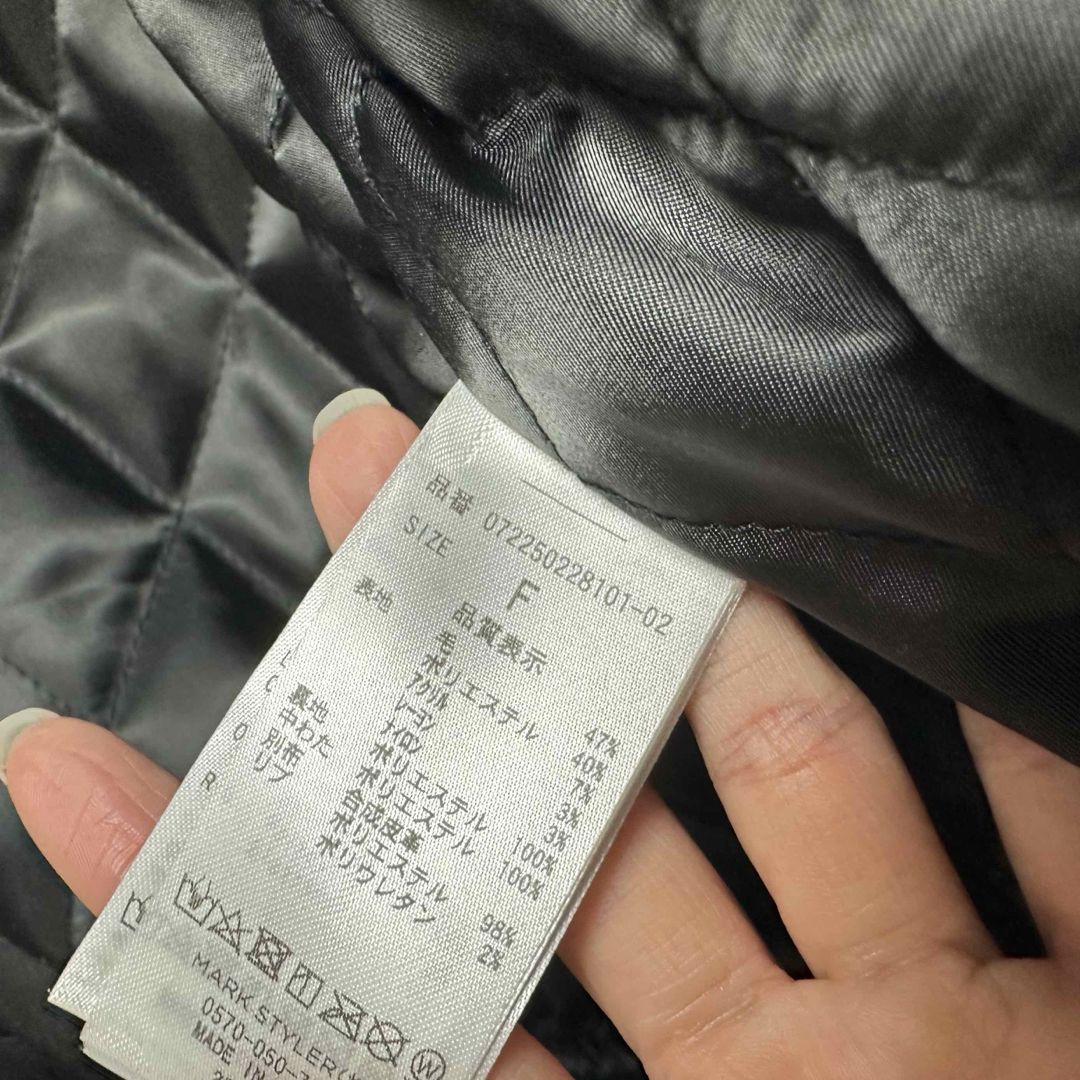 品番 072250228101-02
SIZE F
品質表示
表地 毛 47%
ポリエステル 40%
アクリル 7%
レーヨン 3%
ナイロン 3%
裏地 ポリエステル 100%
中わた ポリエステル 100%
別布 合成皮革
リブ ポリエステル 98%
ポリウレタン 2%
L
C
Q
R
W
MARK STYLER
0570-050-
MADE IN